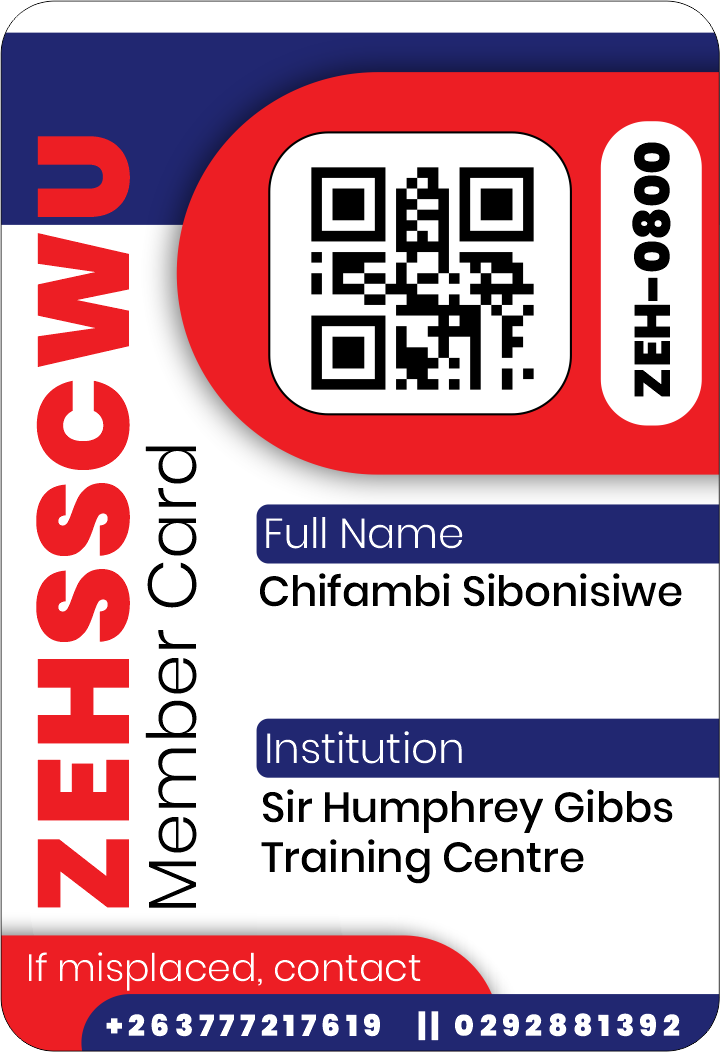 ZEHSSCWU
Member Card
ZEH-0800
Full Name
Chifambi Sibonisiwe
Institution
Sir Humphrey Gibbs
Training Centre
If misplaced, contact
+263777217619 || 0292881392